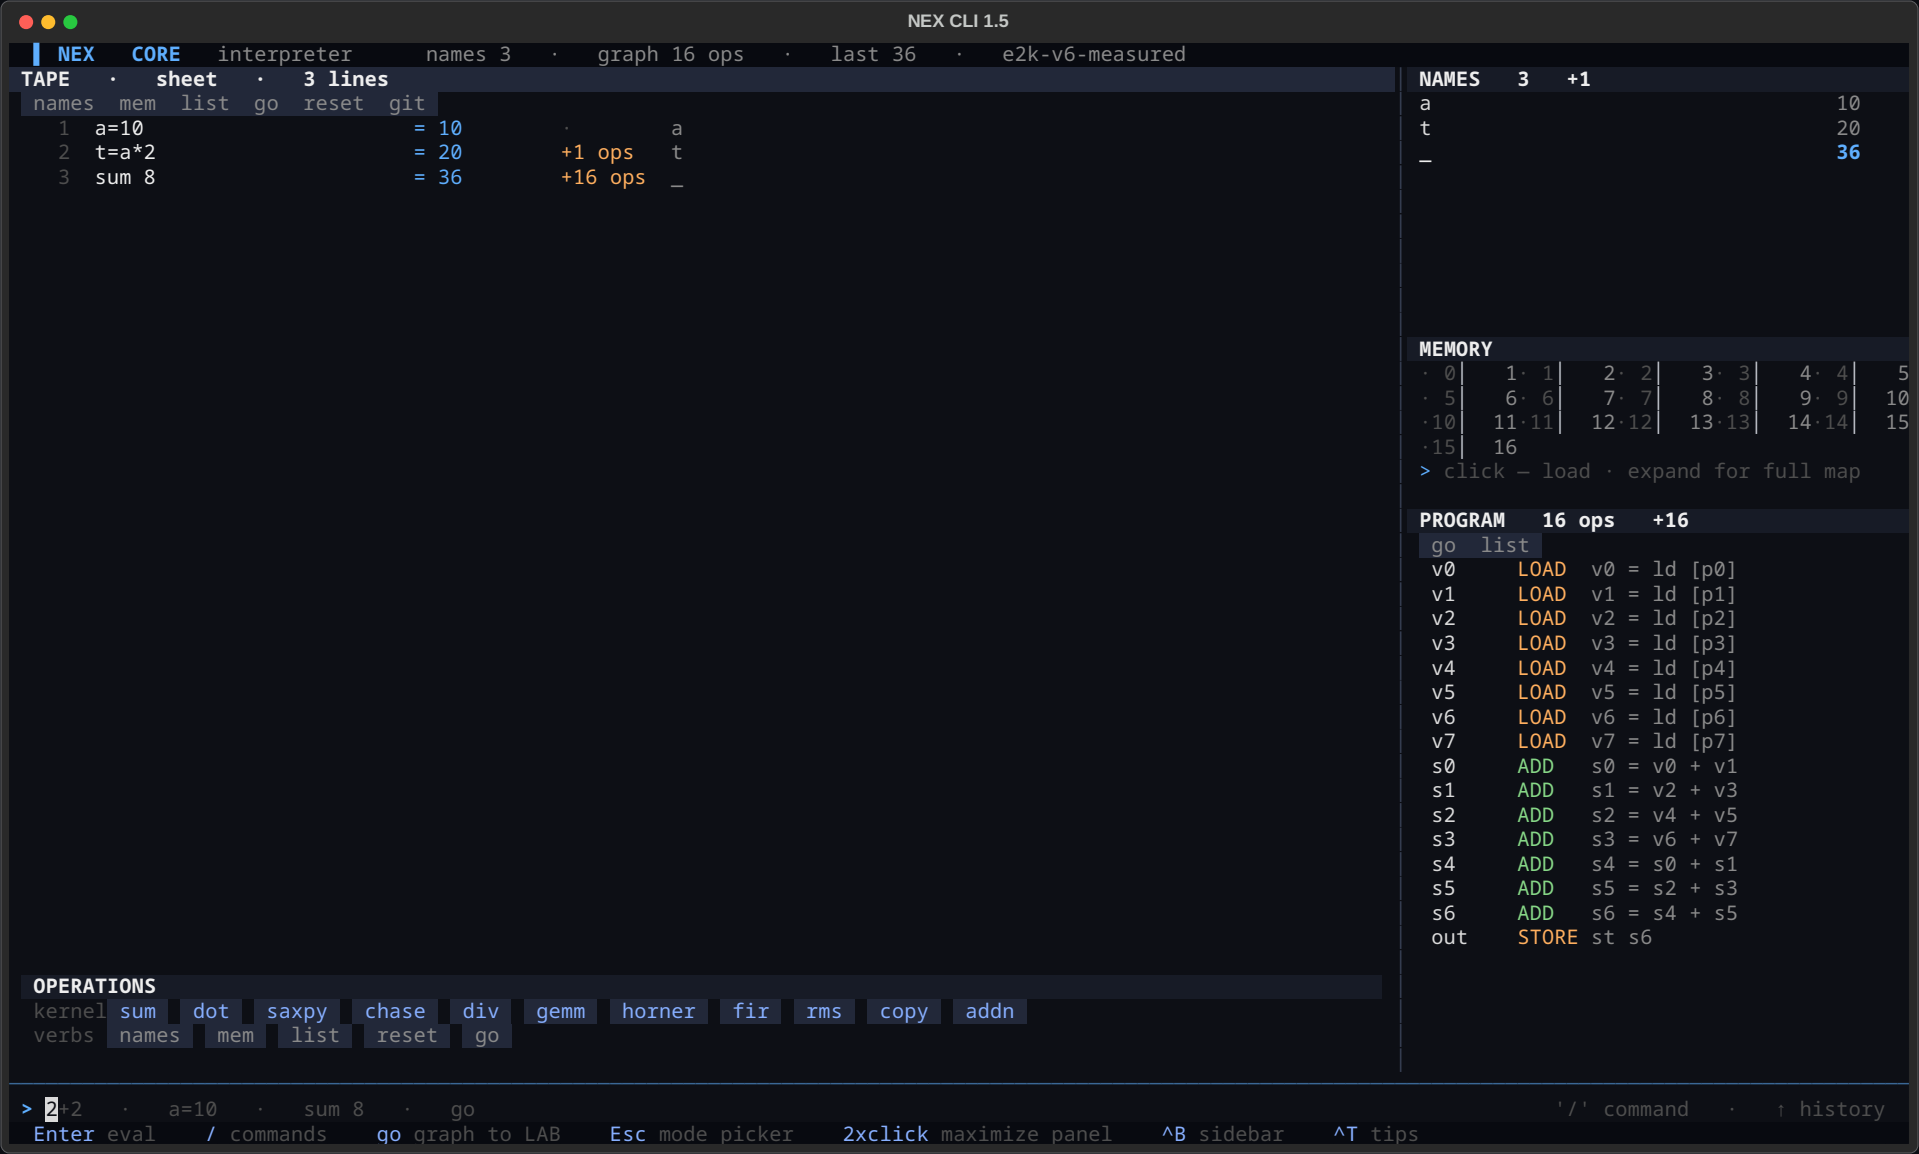 NEX CLI 1.5
NEX CORE interpreter names 3 · graph 16 ops · last 36 · e2k-v6-measured
TAPE · sheet · 3 lines
names mem list go reset git
1 a=10 = 10 · a
2 t=a*2 = 20 +1 ops t
3 sum 8 = 36 +16 ops _
NAMES 3 +1
a 10
t 20
_ 36
MEMORY
· 0│ 1· 1│ 2· 2│ 3· 3│ 4· 4│ 5
· 5│ 6· 6│ 7· 7│ 8· 8│ 9· 9│ 10
·10│ 11·11│ 12·12│ 13·13│ 14·14│ 15
·15│ 16
> click — load · expand for full map
PROGRAM 16 ops +16
go list
v0 LOAD v0 = ld [p0]
v1 LOAD v1 = ld [p1]
v2 LOAD v2 = ld [p2]
v3 LOAD v3 = ld [p3]
v4 LOAD v4 = ld [p4]
v5 LOAD v5 = ld [p5]
v6 LOAD v6 = ld [p6]
v7 LOAD v7 = ld [p7]
s0 ADD s0 = v0 + v1
s1 ADD s1 = v2 + v3
s2 ADD s2 = v4 + v5
s3 ADD s3 = v6 + v7
s4 ADD s4 = s0 + s1
s5 ADD s5 = s2 + s3
s6 ADD s6 = s4 + s5
out STORE st s6
OPERATIONS
kernel sum dot saxpy chase div gemm horner fir rms copy addn
verbs names mem list reset go
> 2+2 · a=10 · sum 8 · go '/' command · ↑ history
Enter eval / commands go graph to LAB Esc mode picker 2xclick maximize panel ^B sidebar ^T tips